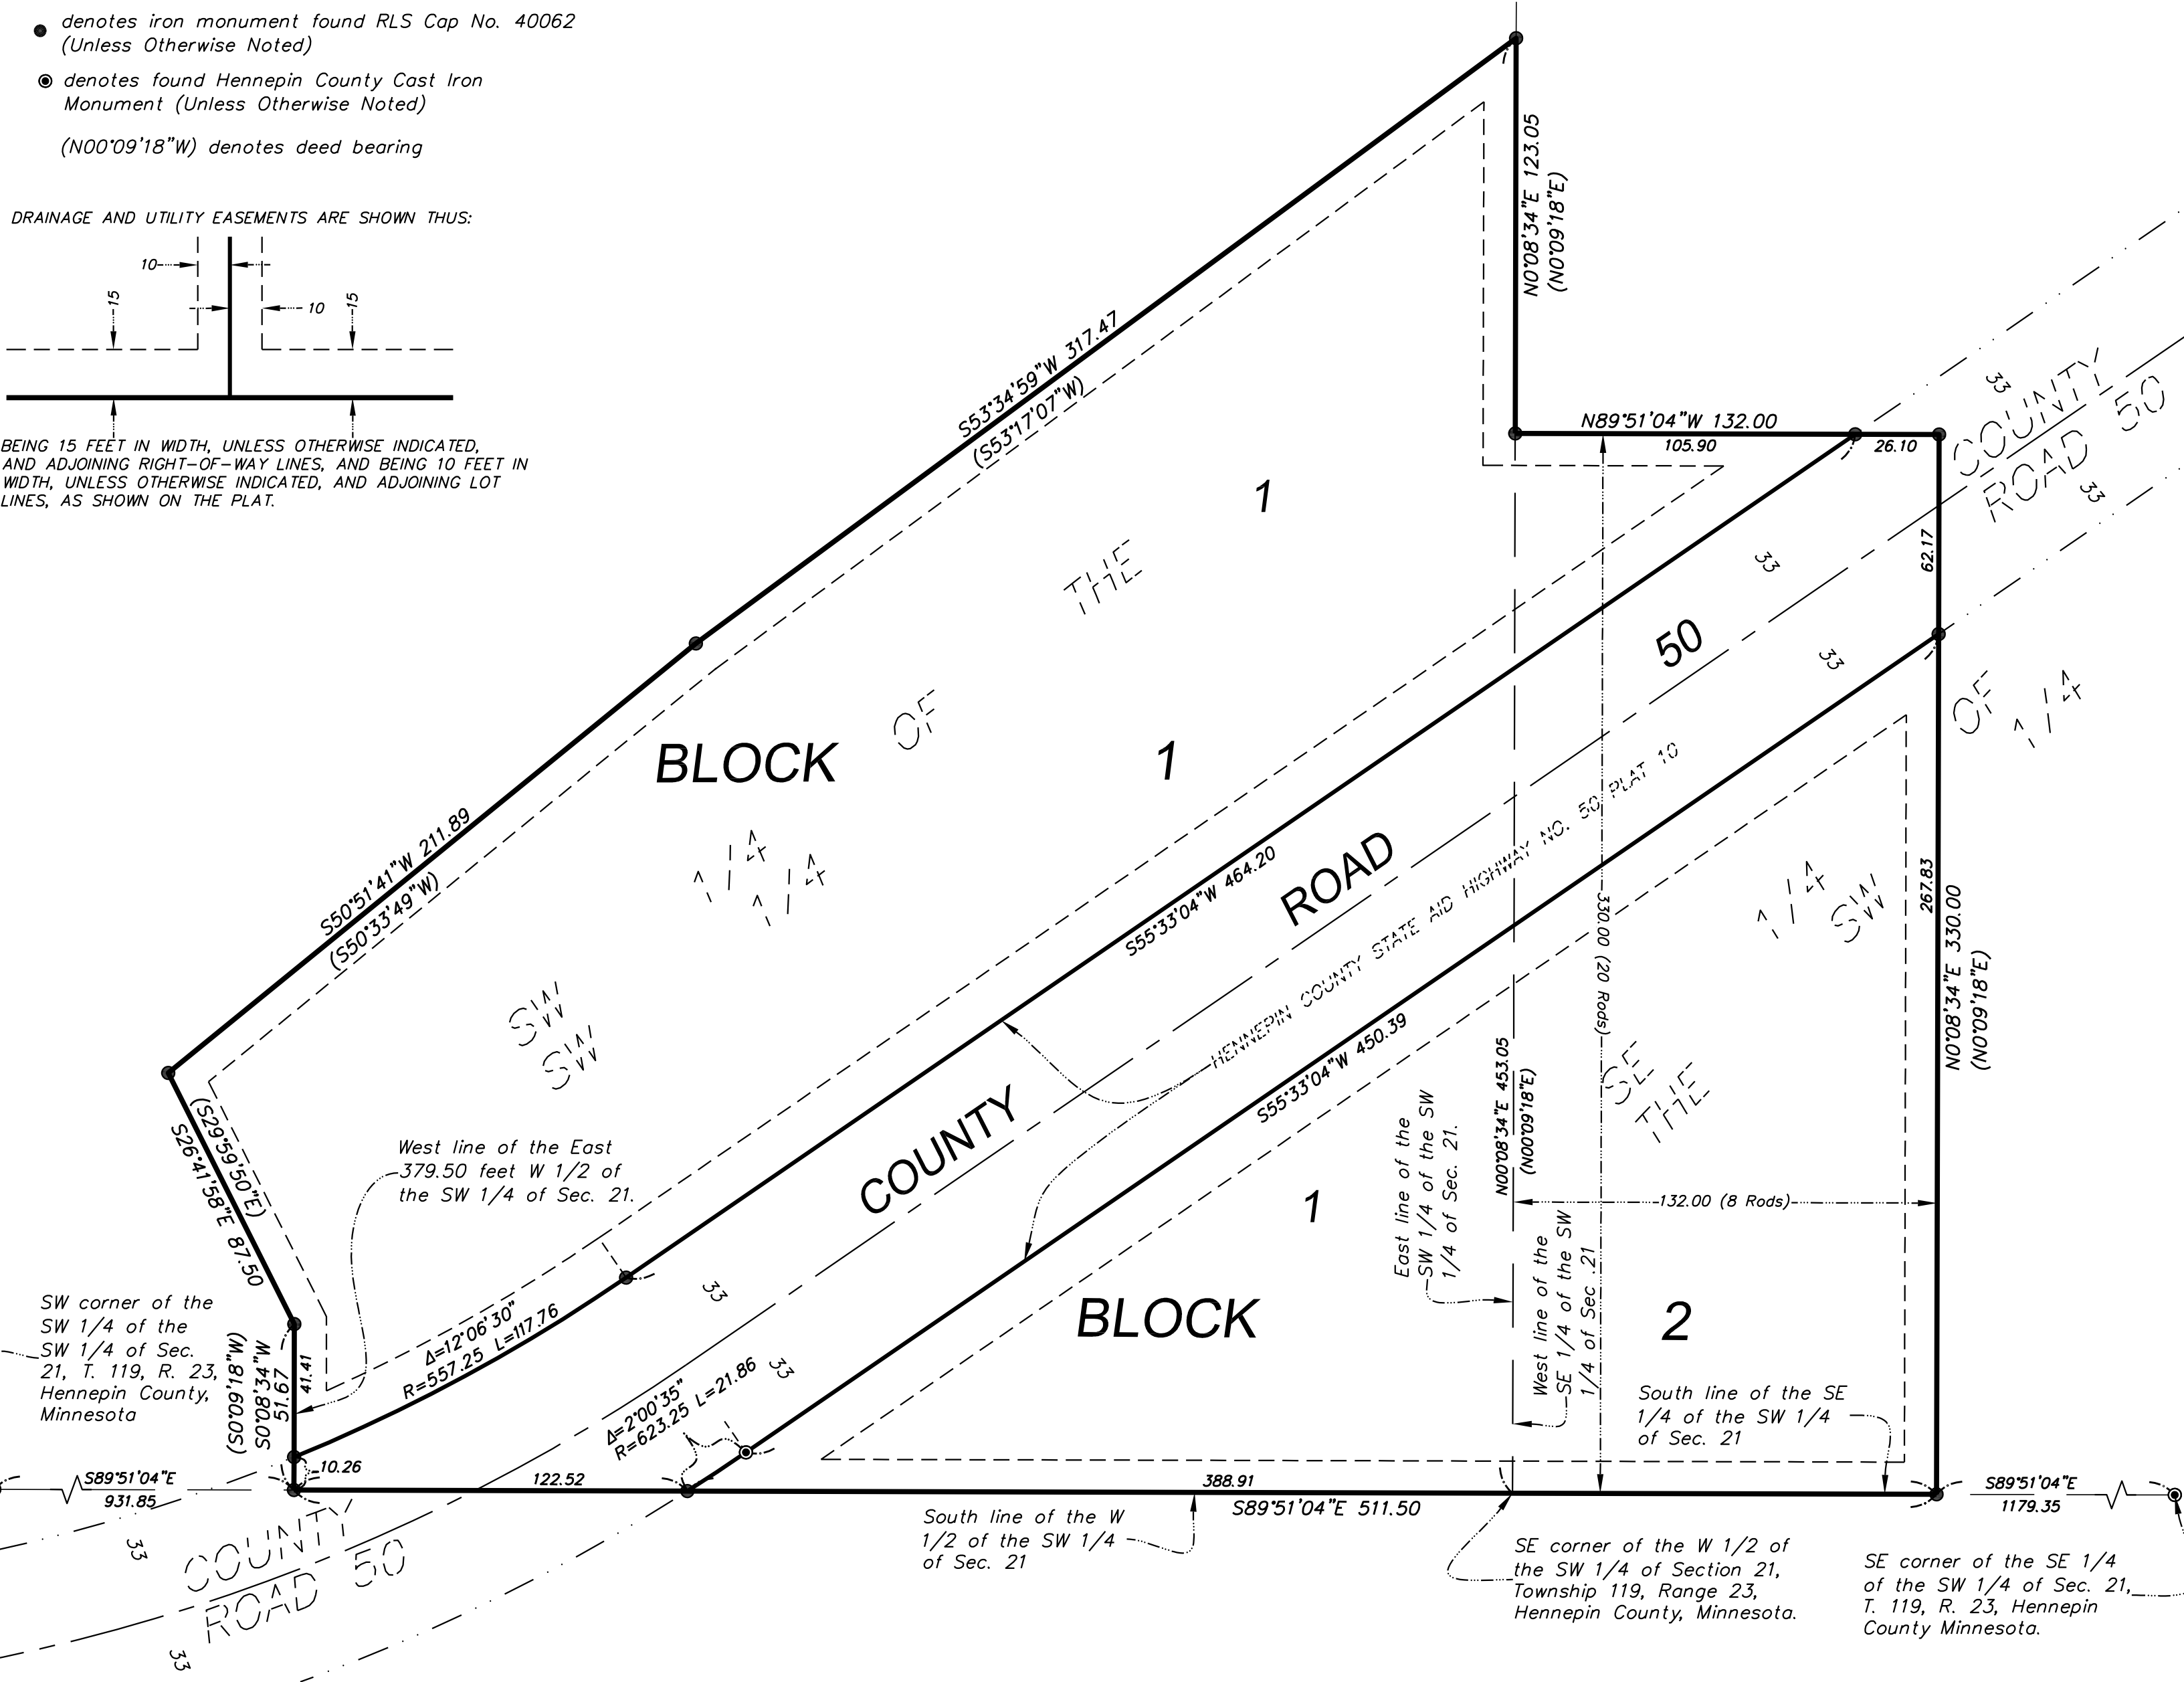 denotes iron monument found RLS Cap No. 40062
(Unless Otherwise Noted)
denotes found Hennepin County Cast Iron
Monument (Unless Otherwise Noted)
(N00°09'18"W) denotes deed bearing
DRAINAGE AND UTILITY EASEMENTS ARE SHOWN THUS:
10
15
10
15
BEING 15 FEET IN WIDTH, UNLESS OTHERWISE INDICATED,
AND ADJOINING RIGHT-OF-WAY LINES, AND BEING 10 FEET IN
WIDTH, UNLESS OTHERWISE INDICATED, AND ADJOINING LOT
LINES, AS SHOWN ON THE PLAT.
N0°08'34"E 123.05
(N0°09'18"E)
S53°34'59"W 317.47
(S53°17'07"W)
N89°51'04"W 132.00
105.90
26.10
33
COUNTY
ROAD 50
33
1
THE
33
62.17
50
33
OF
1/4
OF
BLOCK 1
S50°51'41"W 211.89
(S50°33'49"W)
1/4
1/4
HENNEPIN COUNTY STATE AID HIGHWAY NO. 50 PLAT 10
S55°33'04"W 464.20
ROAD
330.00 (20 Rods)
1/4
SW
267.83
N0°08'34"E 330.00
(N0°09'18"E)
SW
SW
S55°33'04"W 450.39
N00°08'34"E 453.05
(N00°09'18"E)
SE
THE
(S29°59'50"E)
S26°41'58"E 87.50
West line of the East
379.50 feet W 1/2 of
the SW 1/4 of Sec. 21.
COUNTY
East line of the
SW 1/4 of the SW
1/4 of Sec. 21.
132.00 (8 Rods)
1
West line of the
SE 1/4 of the SW
1/4 of Sec .21
SW corner of the
SW 1/4 of the
SW 1/4 of Sec.
21, T. 119, R. 23,
Hennepin County,
Minnesota
33
BLOCK 2
Δ=12°06'30"
R=557.25 L=117.76
(S0°09'18"W)
S0°08'34"W
51.67
41.41
33
Δ=2°00'35"
R=623.25 L=21.86
South line of the SE
1/4 of the SW 1/4
of Sec. 21
10.26
S89°51'04"E
931.85
122.52
388.91
S89°51'04"E 511.50
S89°51'04"E
1179.35
33
COUNTY
ROAD 50
33
South line of the W
1/2 of the SW 1/4
of Sec. 21
SE corner of the W 1/2 of
the SW 1/4 of Section 21,
Township 119, Range 23,
Hennepin County, Minnesota.
SE corner of the SE 1/4
of the SW 1/4 of Sec. 21,
T. 119, R. 23, Hennepin
County Minnesota.